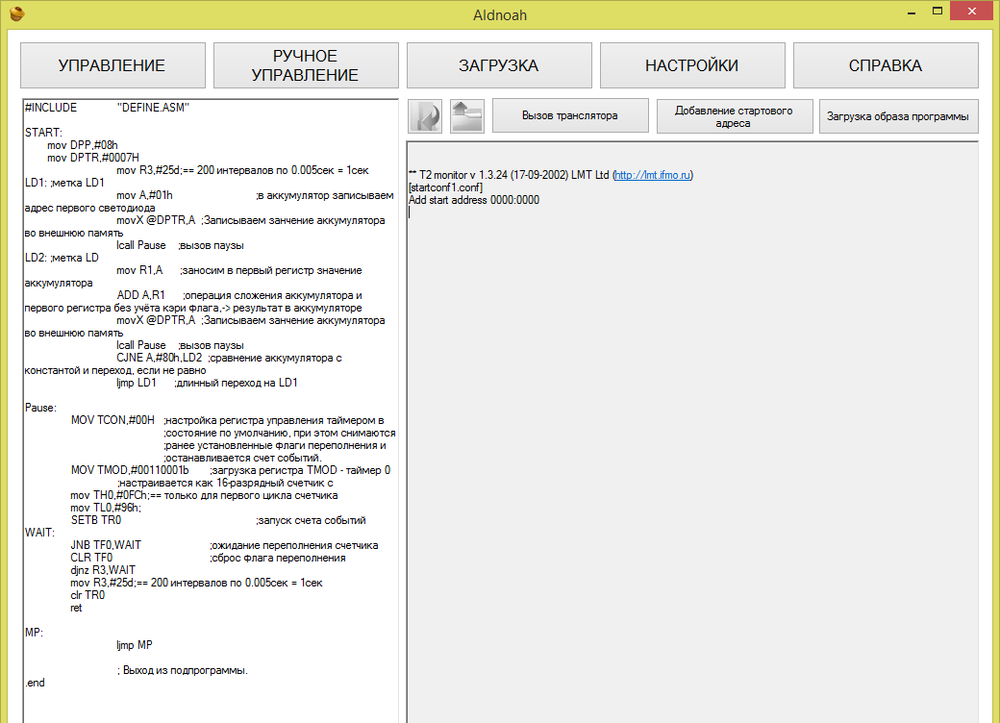 Aldnoah
УПРАВЛЕНИЕ
РУЧНОЕ
УПРАВЛЕНИЕ
ЗАГРУЗКА
НАСТРОЙКИ
СПРАВКА
#INCLUDE "DEFINE.ASM"
START:
mov DPP,#08h
mov DPTR,#0007H
mov R3,#25d;== 200 интервалов по 0.005сек = 1сек
LD1: ;метка LD1
mov A,#01h ;в аккумулятор записываем
адрес первого светодиода
movX @DPTR,A ;Записываем занчение аккумулятора
во внешнюю память
lcall Pause ;вызов паузы
LD2: ;метка LD
mov R1,A ;заносим в первый регистр значение
аккумулятора
ADD A,R1 ;операция сложения аккумулятора и
первого регистра без учёта кэри флага,-> результат в аккумуляторе
movX @DPTR,A ;Записываем занчение аккумулятора
во внешнюю память
lcall Pause ;вызов паузы
CJNE A,#80h,LD2 ;сравнение аккумулятора с
константой и переход, если не равно
ljmp LD1 ;длинный переход на LD1
Pause:
MOV TCON,#00H ;настройка регистра управления таймером в
;состояние по умолчанию, при этом снимаются
;ранее установленные флаги переполнения и
;останавливается счет событий.
MOV TMOD,#00110001b ;загрузка регистра TMOD - таймер 0
;настраивается как 16-разрядный счетчик с
mov TH0,#0FCh;== только для первого цикла счетчика
mov TL0,#96h;
SETB TR0 ;запуск счета событий
WAIT:
JNB TF0,WAIT ;ожидание переполнения счетчика
CLR TF0 ;сброс флага переполнения
djnz R3,WAIT
mov R3,#25d;== 200 интервалов по 0.005сек = 1сек
clr TR0
ret
MP:
ljmp MP
; Выход из подпрограммы.
.end
Вызов транслятора
Добавление стартового
адреса
Загрузка образа программы
** T2 monitor v 1.3.24 (17-09-2002) LMT Ltd (http://lmt.ifmo.ru)
[startconf1.conf]
Add start address 0000:0000